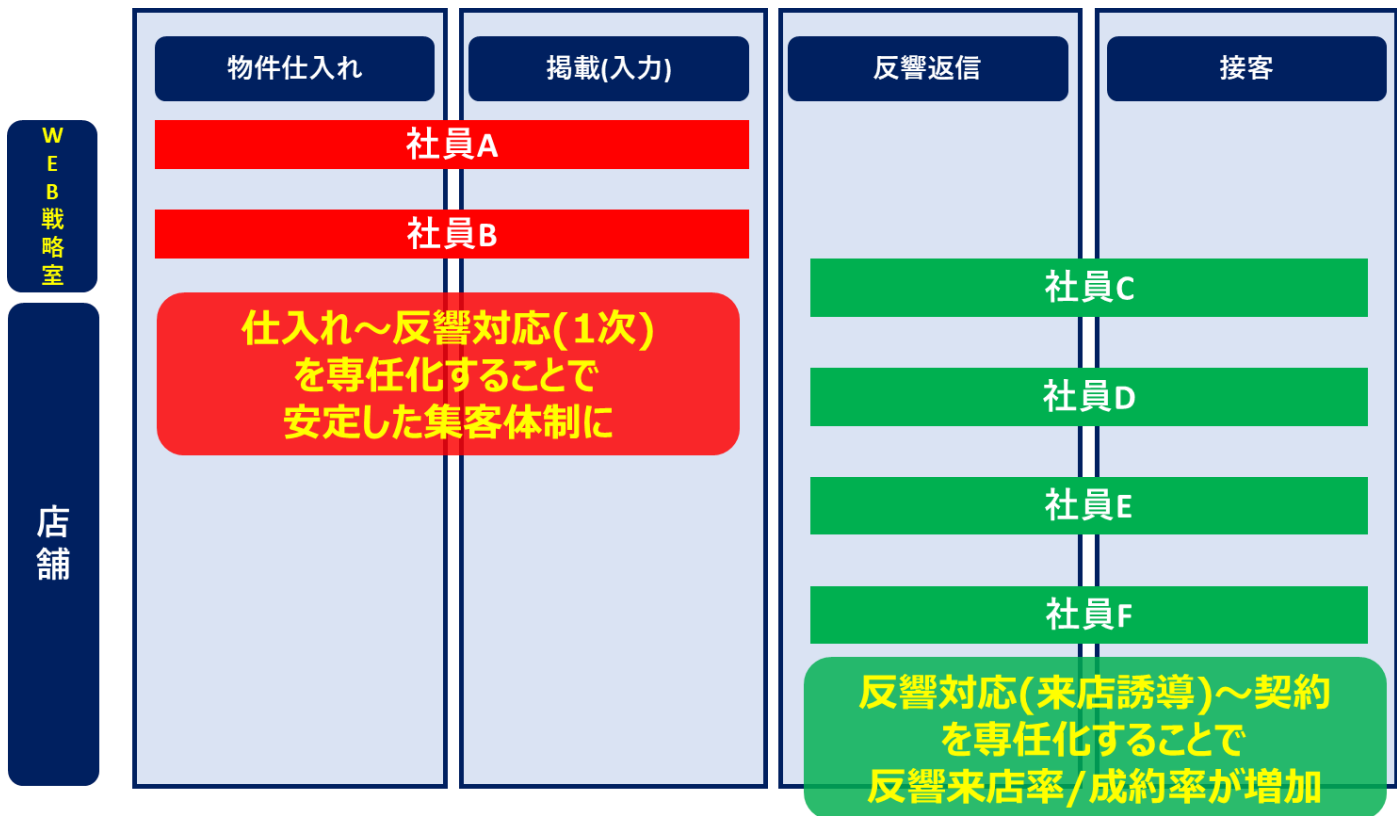 物件仕入れ
掲載(入力)
反響返信
接客
WEB戦略室
社員A
社員B
仕入れ～反響対応(1次)
を専任化することで
安定した集客体制に
店舗
社員C
社員D
社員E
社員F
反響対応(来店誘導)～契約
を専任化することで
反響来店率/成約率が増加